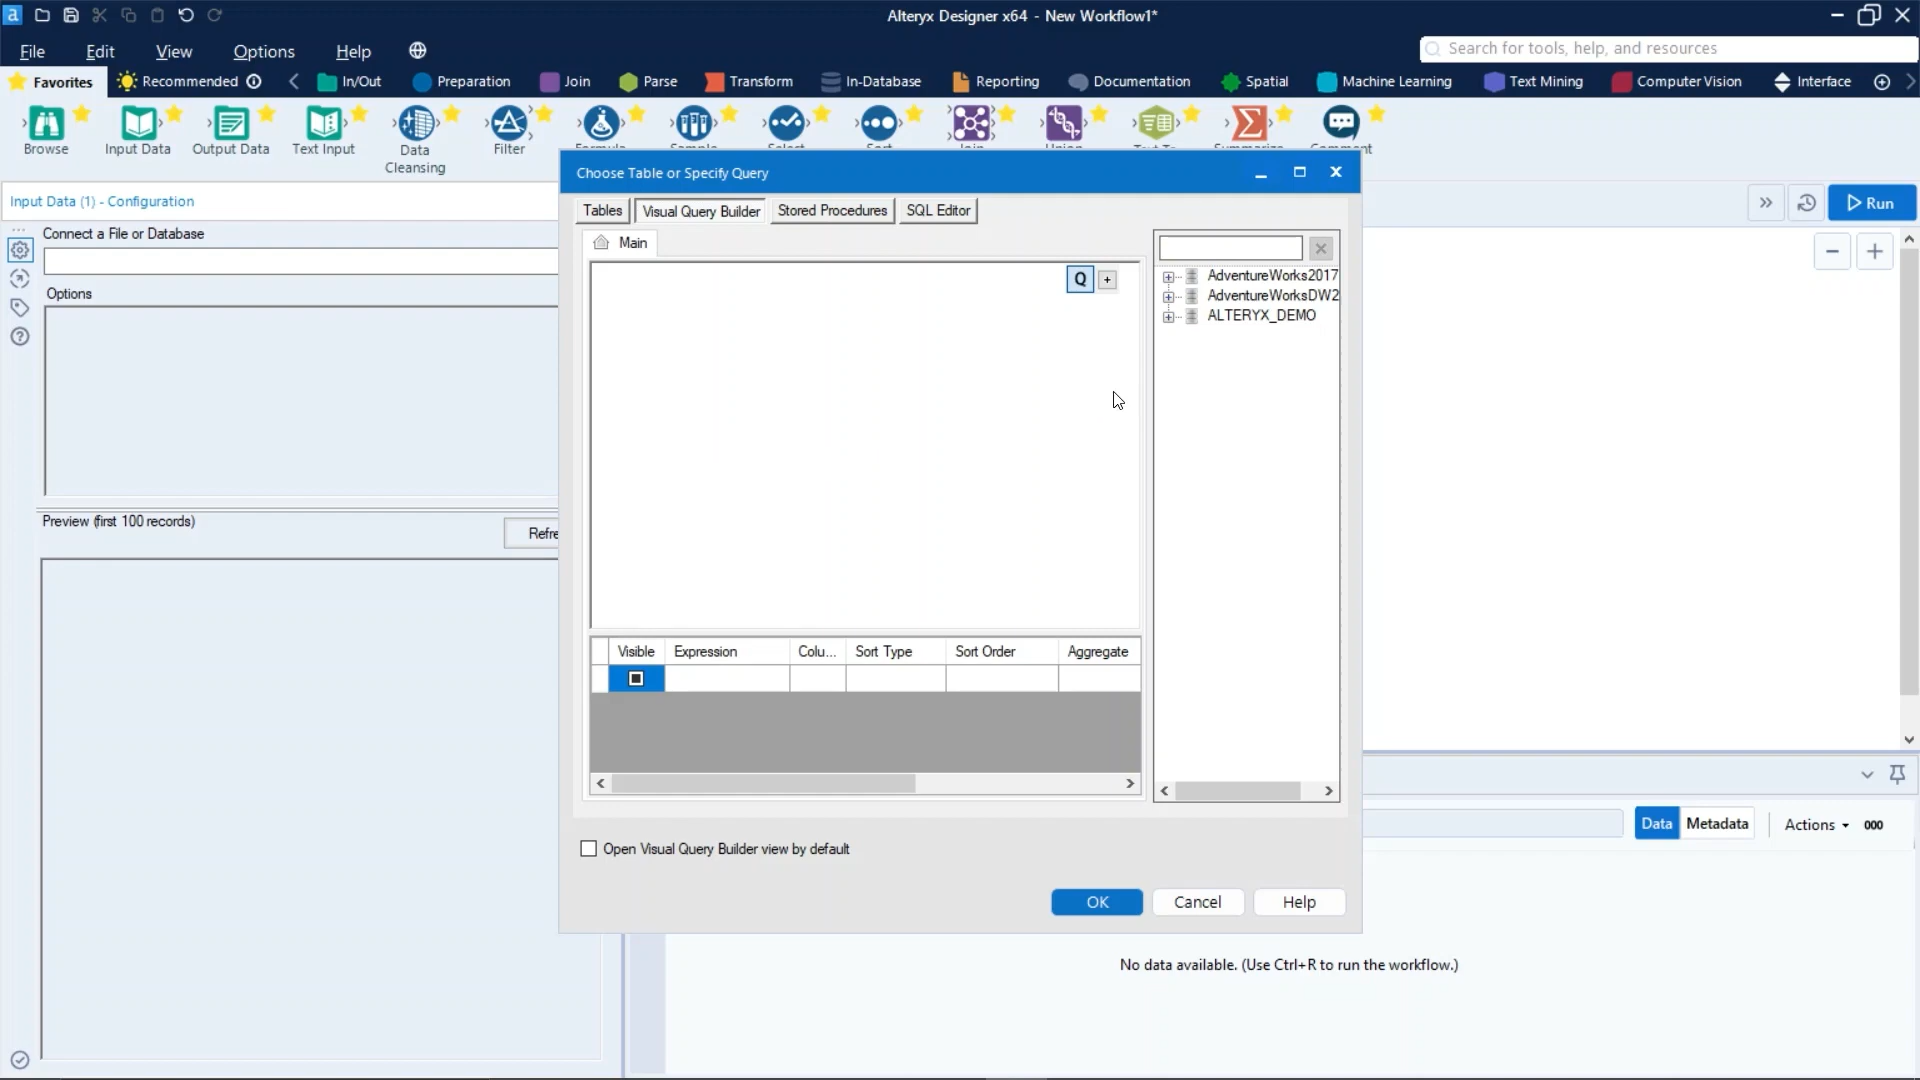 Alteryx Designer x64 - New Workflow1*
File Edit View Options Help
Search for tools, help, and resources
Favorites Recommended In/Out Preparation Join Parse Transform In-Database Reporting Documentation Spatial Machine Learning Text Mining Computer Vision Interface
Browse Input Data Output Data Text Input Data Cleansing Filter
Choose Table or Specify Query
Input Data (1) - Configuration
Run
Tables Visual Query Builder Stored Procedures SQL Editor
Connect a File or Database
Main
Q +
AdventureWorks2017
AdventureWorksDW2
ALTERYX_DEMO
Options
Preview (first 100 records)
Refre
Visible Expression Colu... Sort Type Sort Order Aggregate
Data Metadata Actions 000
Open Visual Query Builder view by default
OK Cancel Help
No data available. (Use Ctrl+R to run the workflow.)